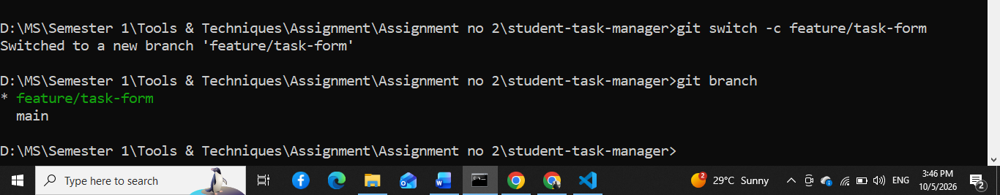 D:\MS\Semester 1\Tools & Techniques\Assignment\Assignment no 2\student-task-manager>git switch -c feature/task-form
Switched to a new branch 'feature/task-form'
D:\MS\Semester 1\Tools & Techniques\Assignment\Assignment no 2\student-task-manager>git branch
* feature/task-form
  main
D:\MS\Semester 1\Tools & Techniques\Assignment\Assignment no 2\student-task-manager>
Type here to search
2
29°C Sunny
ENG
3:46 PM
10/5/2026
2